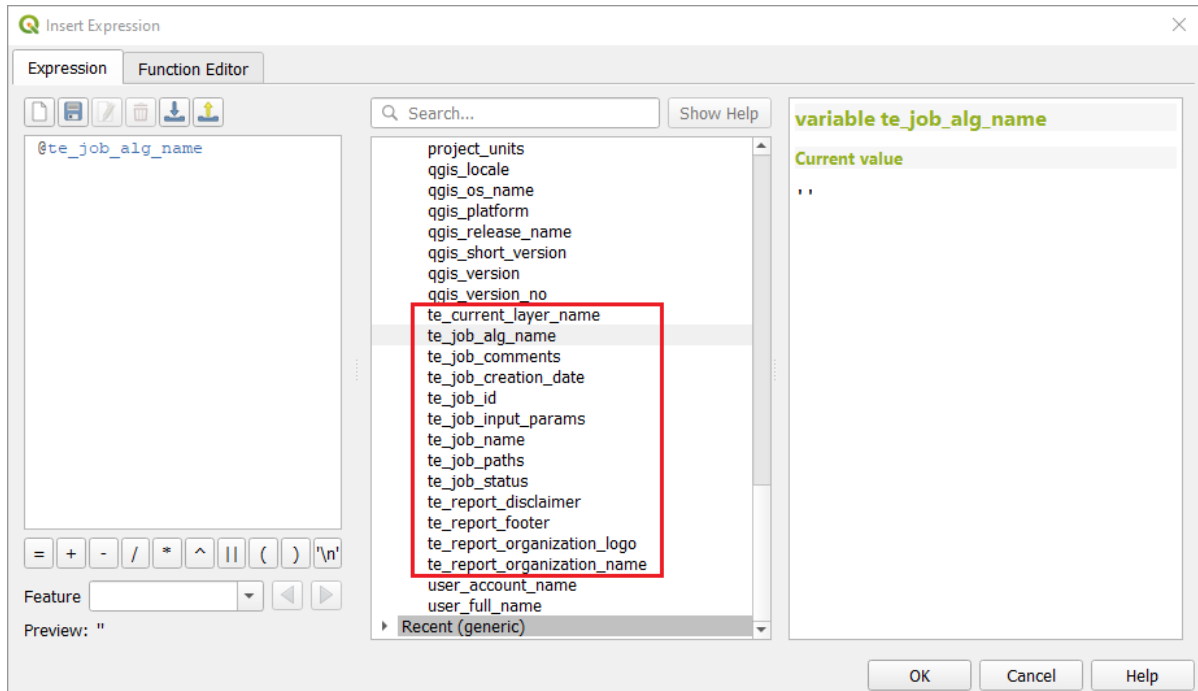 Insert Expression
Expression
Function Editor
Search...
Show Help
@te_job_alg_name
project_units
qgis_locale
qgis_os_name
qgis_platform
qgis_release_name
qgis_short_version
qgis_version
qgis_version_no
te_current_layer_name
te_job_alg_name
te_job_comments
te_job_creation_date
te_job_id
te_job_input_params
te_job_name
te_job_paths
te_job_status
te_report_disclaimer
te_report_footer
te_report_organization_logo
te_report_organization_name
user_account_name
user_full_name
Recent (generic)
variable te_job_alg_name
Current value
''
= + - / * ^ || ( ) '\n'
Feature
Preview: ''
OK Cancel Help